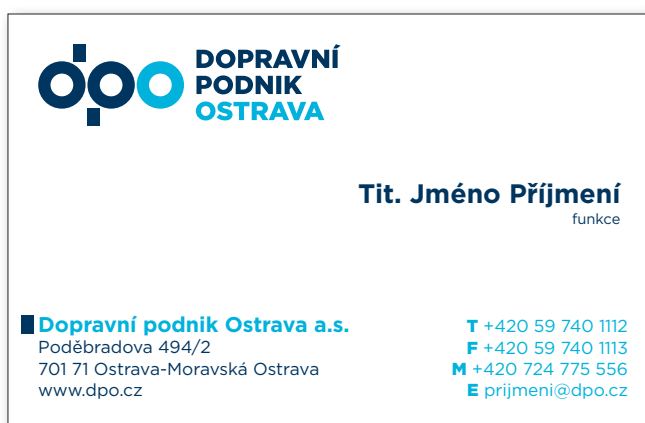 dpo
DOPRAVNÍ
PODNIK
OSTRAVA
Tit. Jméno Příjmení
funkce
Dopravní podnik Ostrava a.s.
Poděbradova 494/2
701 71 Ostrava-Moravská Ostrava
www.dpo.cz
T +420 59 740 1112
F +420 59 740 1113
M +420 724 775 556
E prijmeni@dpo.cz